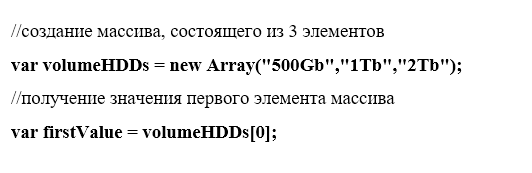 //создание массива, состоящего из 3 элементов
var volumeHDDs = new Array("500Gb","1Tb","2Tb");
//получение значения первого элемента массива
var firstValue = volumeHDDs[0];